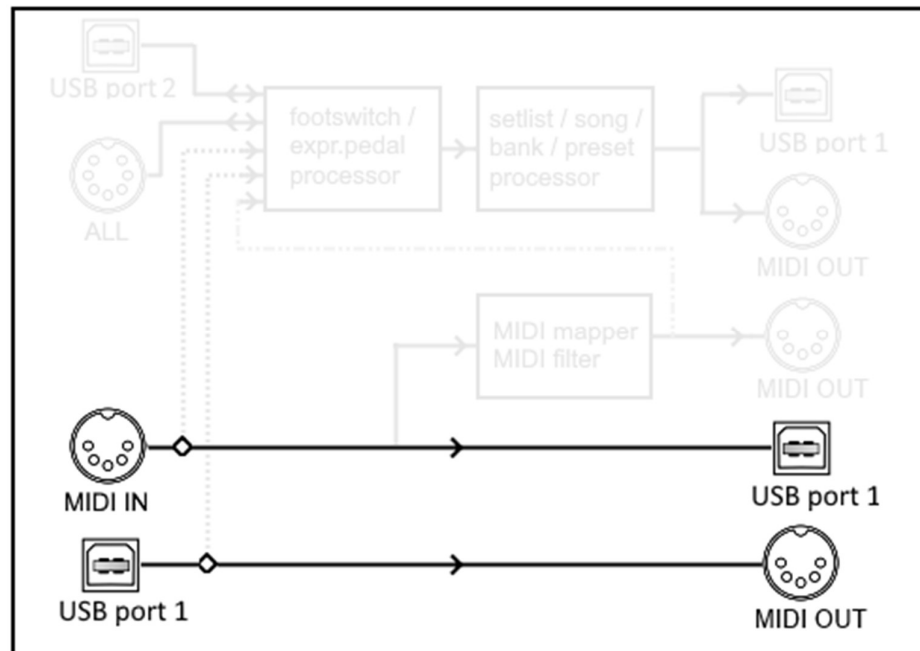 USB port 2
footswitch /
expr.pedal
processor
setlist / song /
bank / preset
processor
USB port 1
ALL
MIDI OUT
MIDI mapper
MIDI filter
MIDI OUT
MIDI IN
USB port 1
USB port 1
MIDI OUT